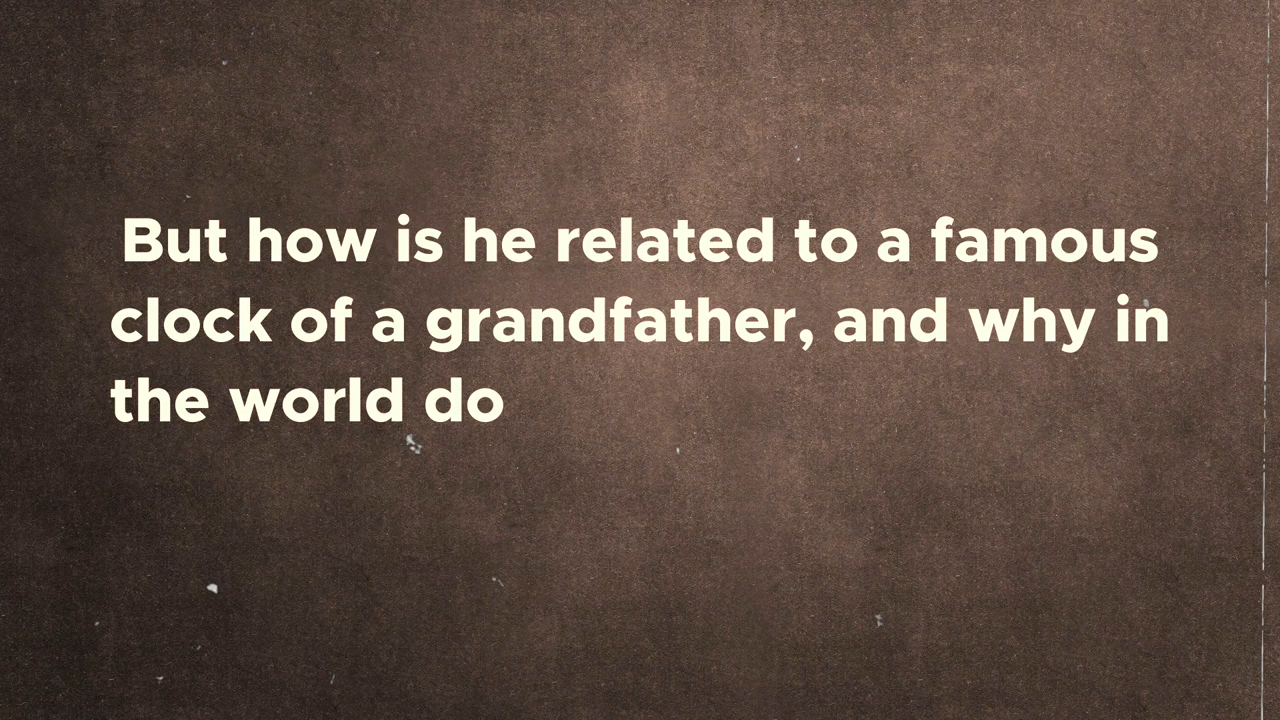 But how is he related to a famous
clock of a grandfather, and why in
the world do